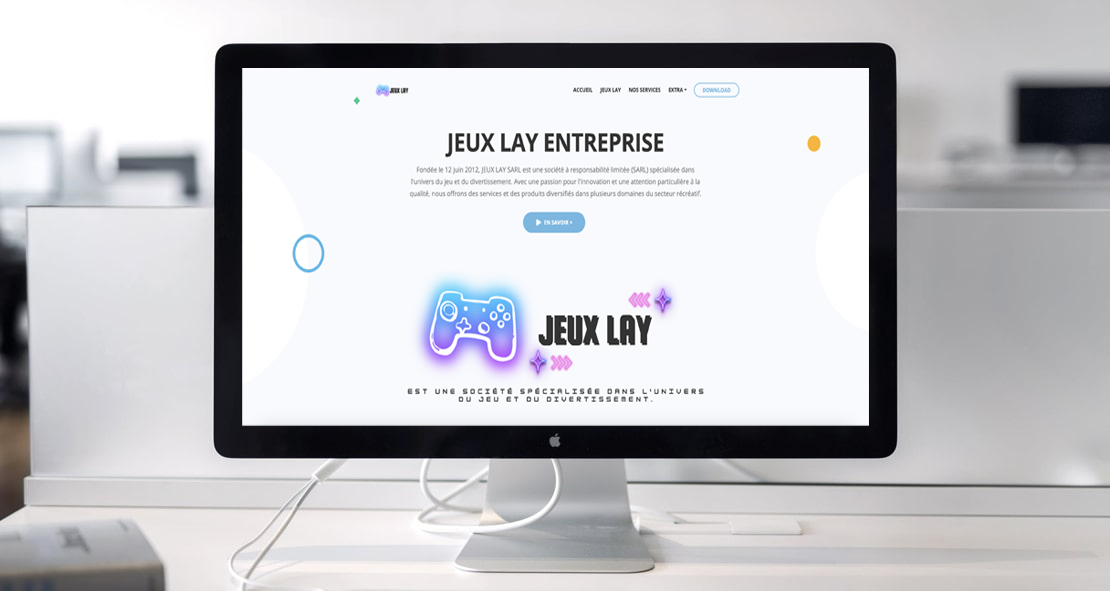 JEUX LAY
ACCUEIL JEUX LAY NOS SERVICES EXTRA DOWNLOAD
JEUX LAY ENTREPRISE
Fondée le 12 juin 2012, JEUX LAY SARL est une société à responsabilité limitée (SARL) spécialisée dans
l'univers du jeu et du divertissement. Avec une passion pour l'innovation et une attention particulière à la
qualité, nous offrons des services et des produits diversifiés dans plusieurs domaines du secteur récréatif.
EN SAVOIR +
JEUX LAY
EST UNE SOCIÉTÉ SPÉCIALISÉE DANS L'UNIVERS
DU JEU ET DU DIVERTISSEMENT.